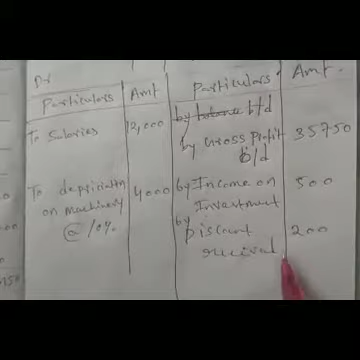 Dr
Particulars Amt Particulars Amt.
To Salaries 12,000 by balance b/d
by Gross Profit 35750
b/d
To depriciatn 4000 by Income on 500
on machinery Investment
@ 10% by Discount 200
received